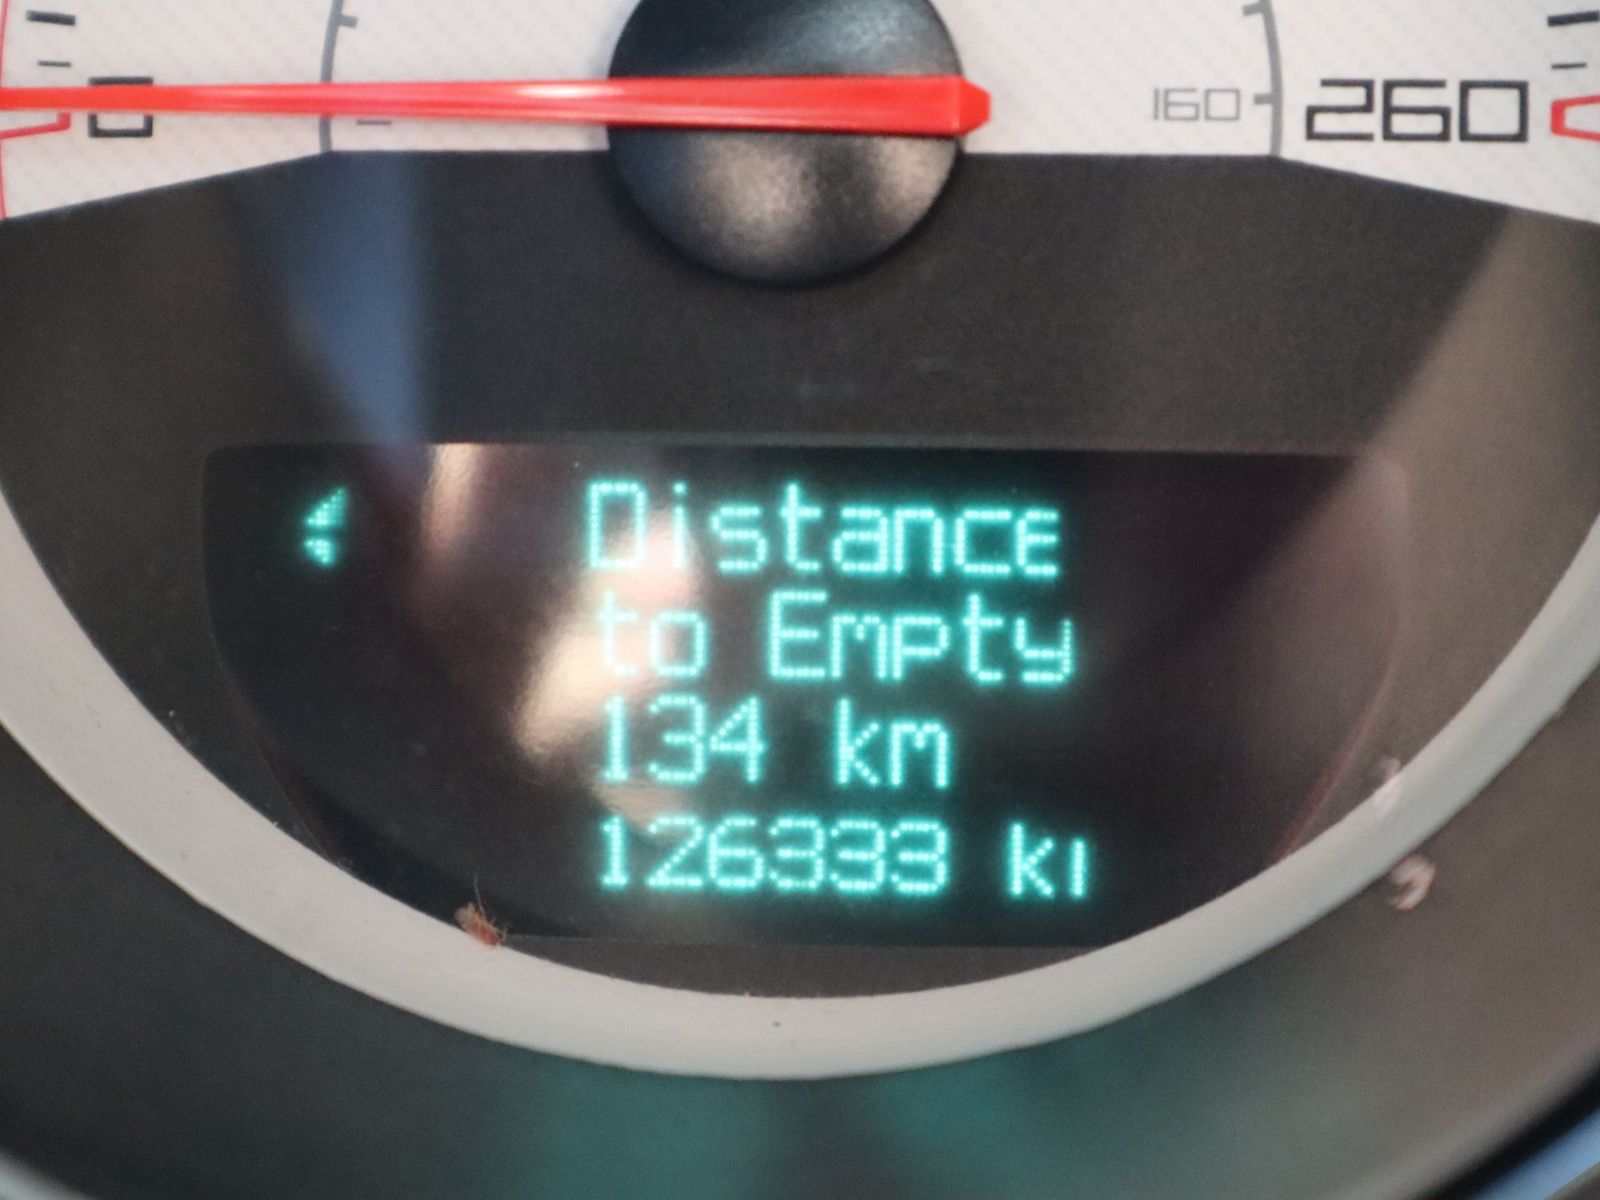 0
160
260
Distance
to Empty
134 km
126333 k